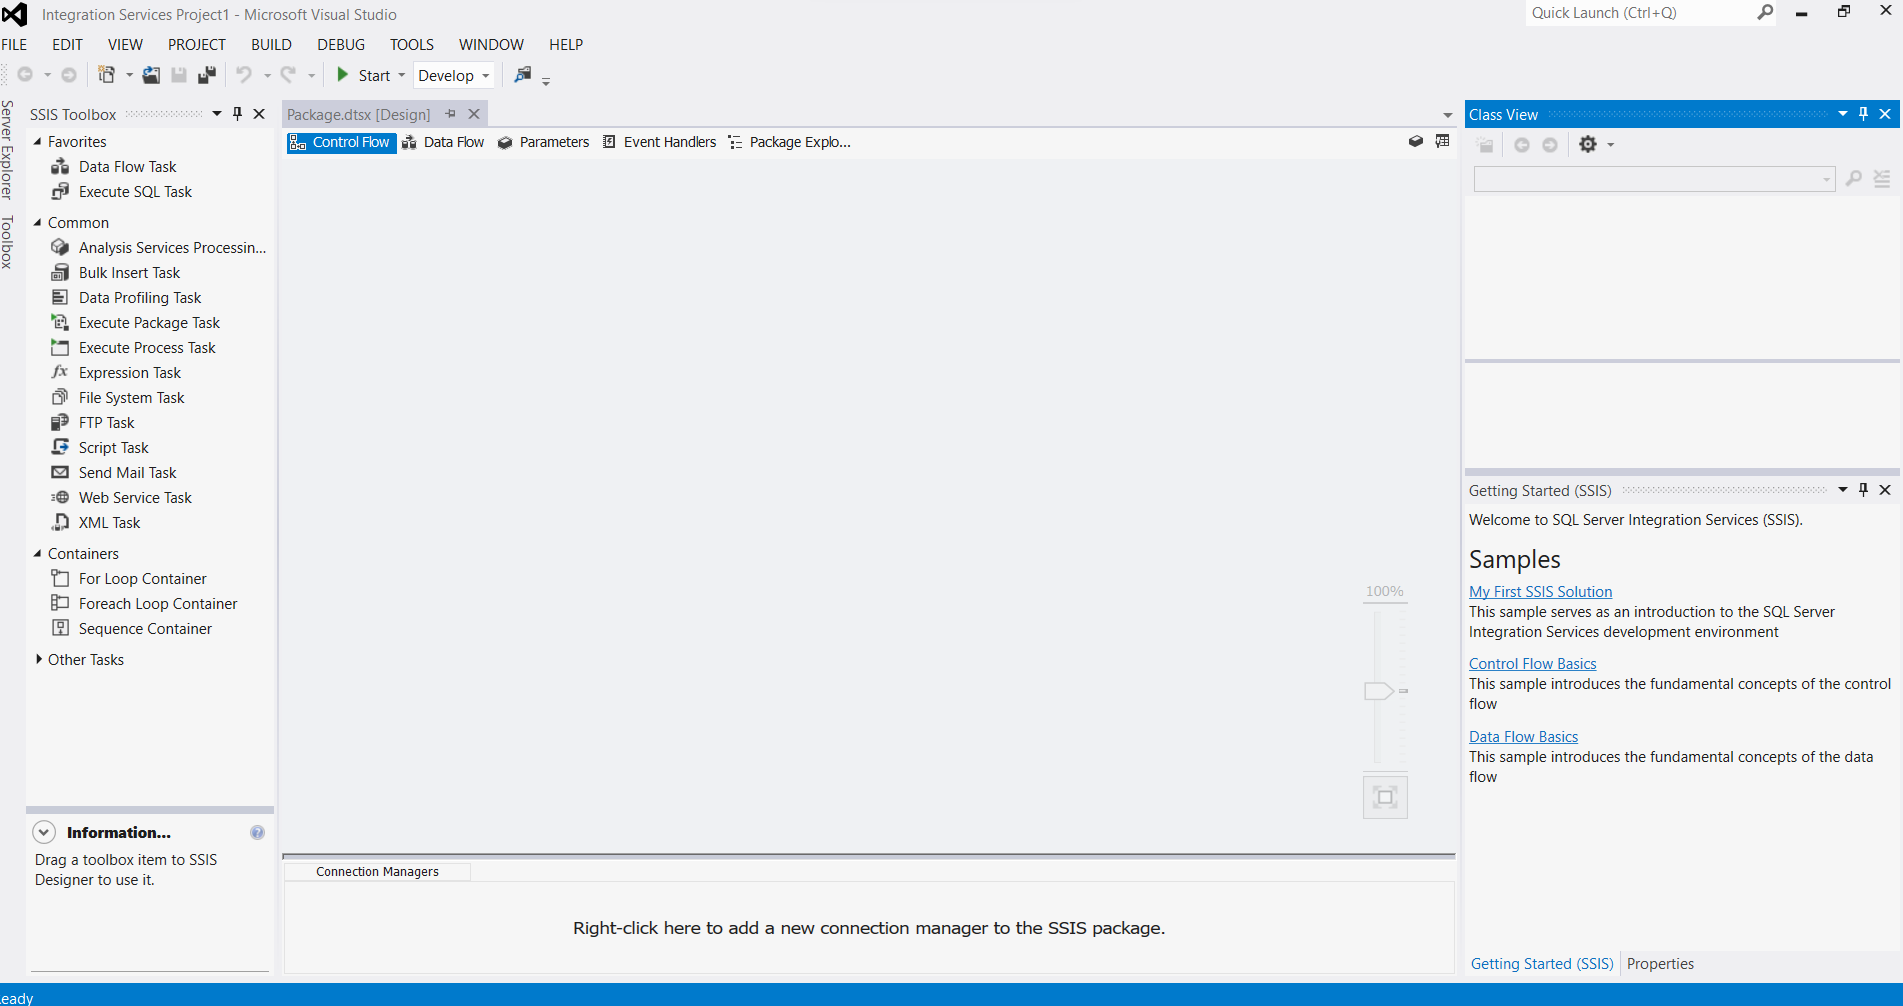 Integration Services Project1 - Microsoft Visual Studio
Quick Launch (Ctrl+Q)
FILE EDIT VIEW PROJECT BUILD DEBUG TOOLS WINDOW HELP
Start Develop
Server Explorer
Toolbox
SSIS Toolbox
Favorites
Data Flow Task
Execute SQL Task
Common
Analysis Services Processin...
Bulk Insert Task
Data Profiling Task
Execute Package Task
Execute Process Task
fx Expression Task
File System Task
FTP Task
Script Task
Send Mail Task
Web Service Task
XML Task
Containers
For Loop Container
Foreach Loop Container
Sequence Container
Other Tasks
Information...
Drag a toolbox item to SSIS
Designer to use it.
Package.dtsx [Design]
Control Flow Data Flow Parameters Event Handlers Package Explo...
100%
Connection Managers
Right-click here to add a new connection manager to the SSIS package.
Class View
Getting Started (SSIS)
Welcome to SQL Server Integration Services (SSIS).
Samples
My First SSIS Solution
This sample serves as an introduction to the SQL Server
Integration Services development environment
Control Flow Basics
This sample introduces the fundamental concepts of the control
flow
Data Flow Basics
This sample introduces the fundamental concepts of the data
flow
Getting Started (SSIS) Properties
eady